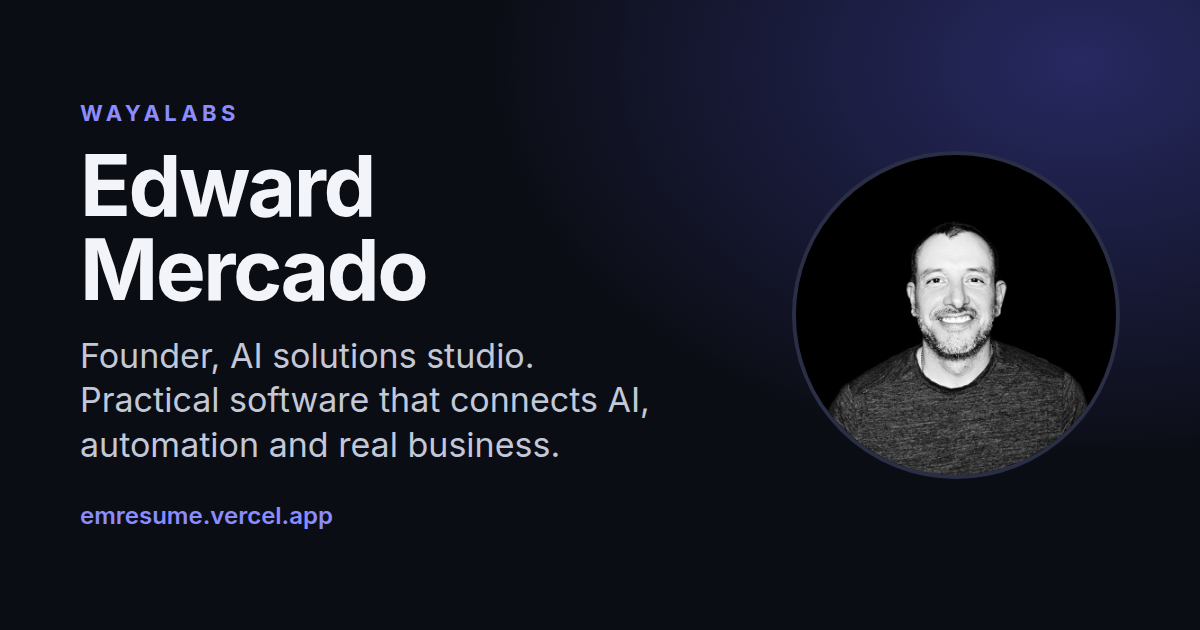 WAYALABS
Edward
Mercado
Founder, AI solutions studio.
Practical software that connects AI,
automation and real business.
emresume.vercel.app